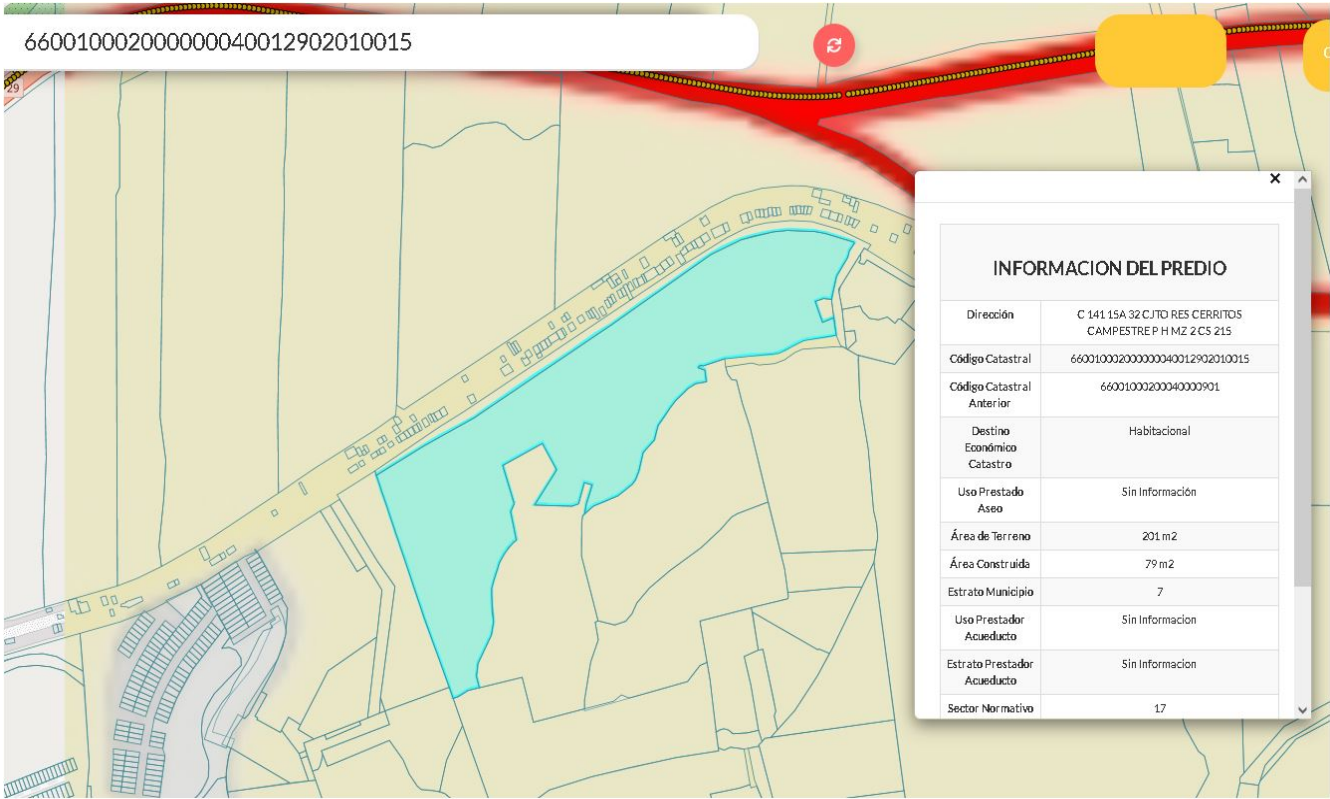 660010002000000040012902010015
29
×
INFORMACION DEL PREDIO
Dirección C 141 15A 32 CJTO RES CERRITOS
CAMPESTRE P H MZ 2 CS 215
Código Catastral 660010002000000040012902010015
Código Catastral 66001000200040000901
Anterior
Destino Habitacional
Económico
Catastro
Uso Prestado Sin Información
Aseo
Área de Terreno 201 m2
Área Construida 79 m2
Estrato Municipio 7
Uso Prestador Sin Informacion
Acueducto
Estrato Prestador Sin Informacion
Acueducto
Sector Normativo 17